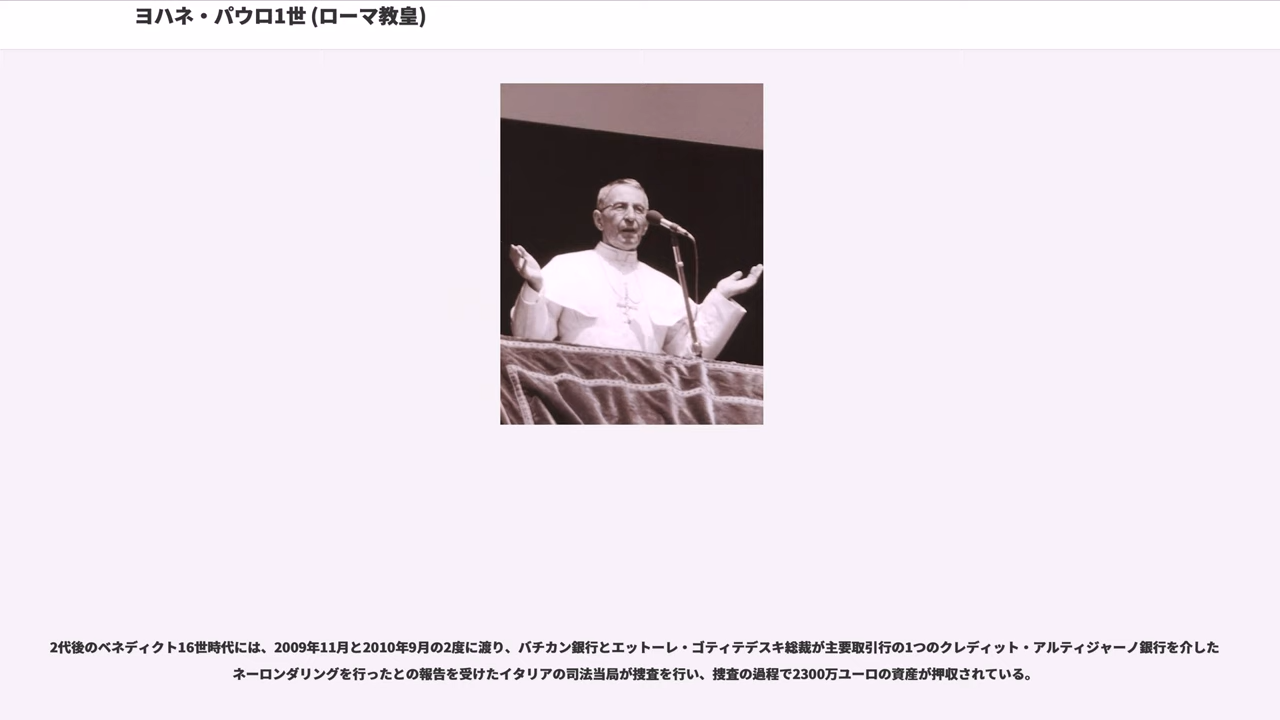 ヨハネ・パウロ1世 (ローマ教皇)
2代後のベネディクト16世時代には、2009年11月と2010年9月の2度に渡り、バチカン銀行とエットーレ・ゴティテデスキ総裁が主要取引行の1つのクレディット・アルティジャーノ銀行を介した
ネーロンダリングを行ったとの報告を受けたイタリアの司法当局が捜査を行い、捜査の過程で2300万ユーロの資産が押収されている。